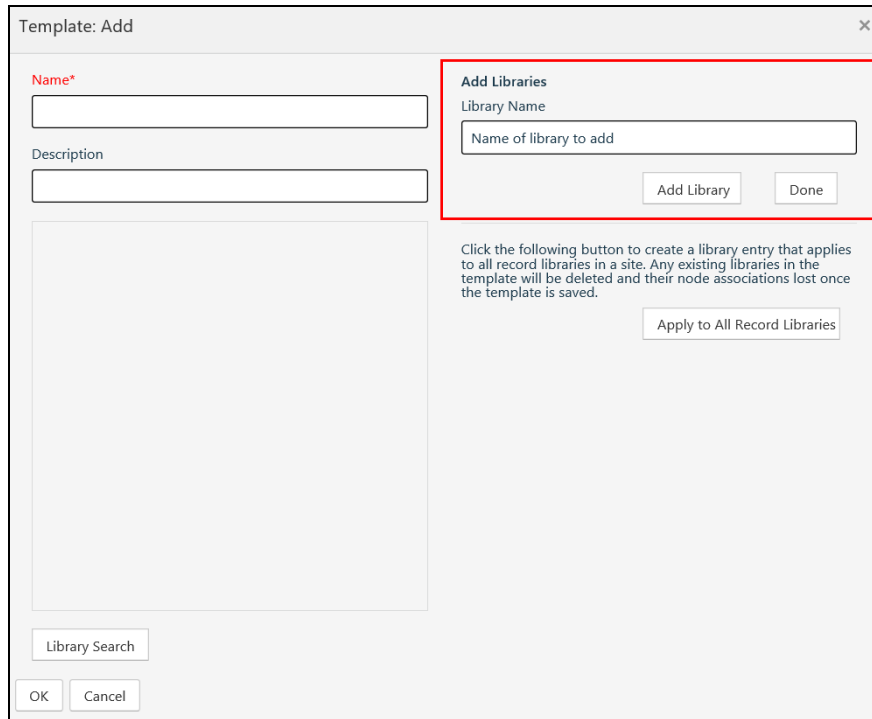 Template: Add
×
Name*
Description
Library Search
OK
Cancel
Add Libraries
Library Name
Name of library to add
Add Library
Done
Click the following button to create a library entry that applies
to all record libraries in a site. Any existing libraries in the
template will be deleted and their node associations lost once
the template is saved.
Apply to All Record Libraries